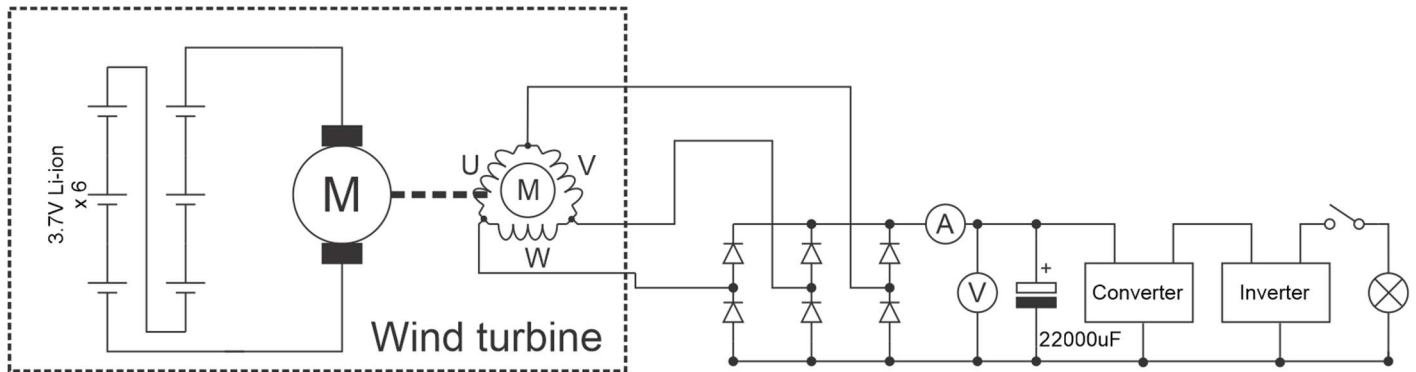 3.7V Li-ion
x 6
M
U
V
M
W
Wind turbine
A
V
+
22000uF
Converter
Inverter